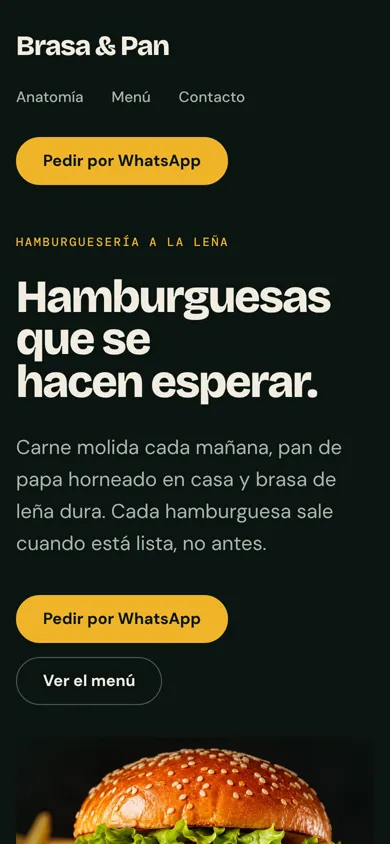 Brasa & Pan
Anatomía Menú Contacto
Pedir por WhatsApp
HAMBURGUESERÍA A LA LEÑA
Hamburguesas
que se
hacen esperar.
Carne molida cada mañana, pan de
papa horneado en casa y brasa de
leña dura. Cada hamburguesa sale
cuando está lista, no antes.
Pedir por WhatsApp
Ver el menú